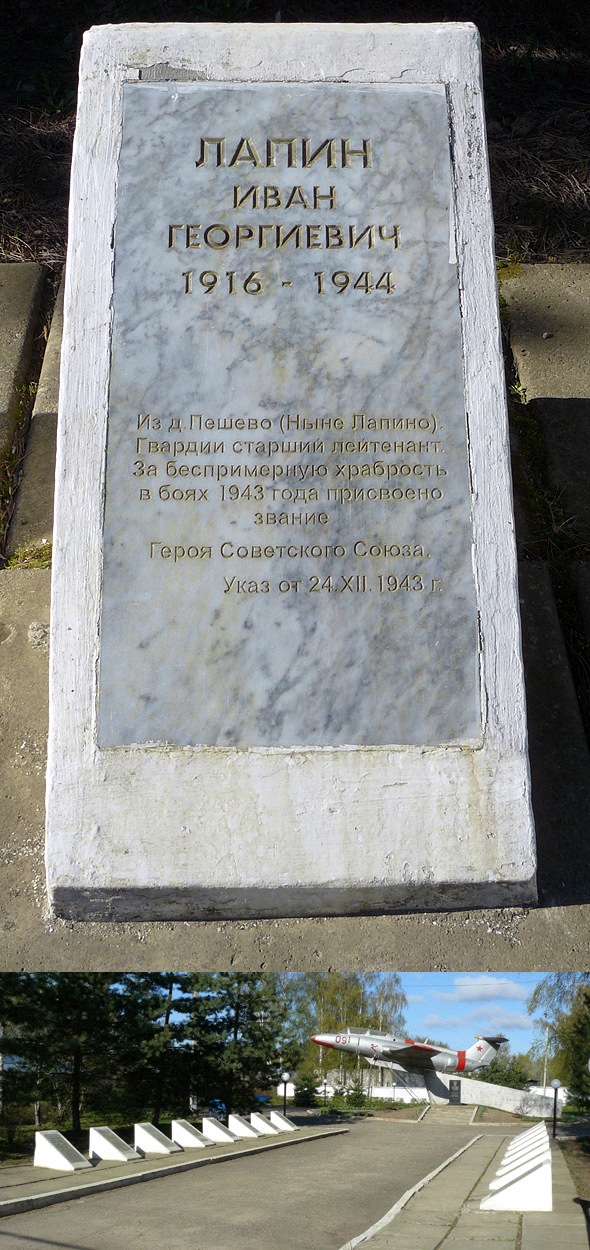 ЛАПИН
ИВАН
ГЕОРГИЕВИЧ
1916 - 1944
Из д.Пешево (Ныне Лапино).
Гвардии старший лейтенант.
За беспримерную храбрость
в боях 1943 года присвоено
звание
Героя Советского Союза.
Указ от 24.XII.1943 г.
091